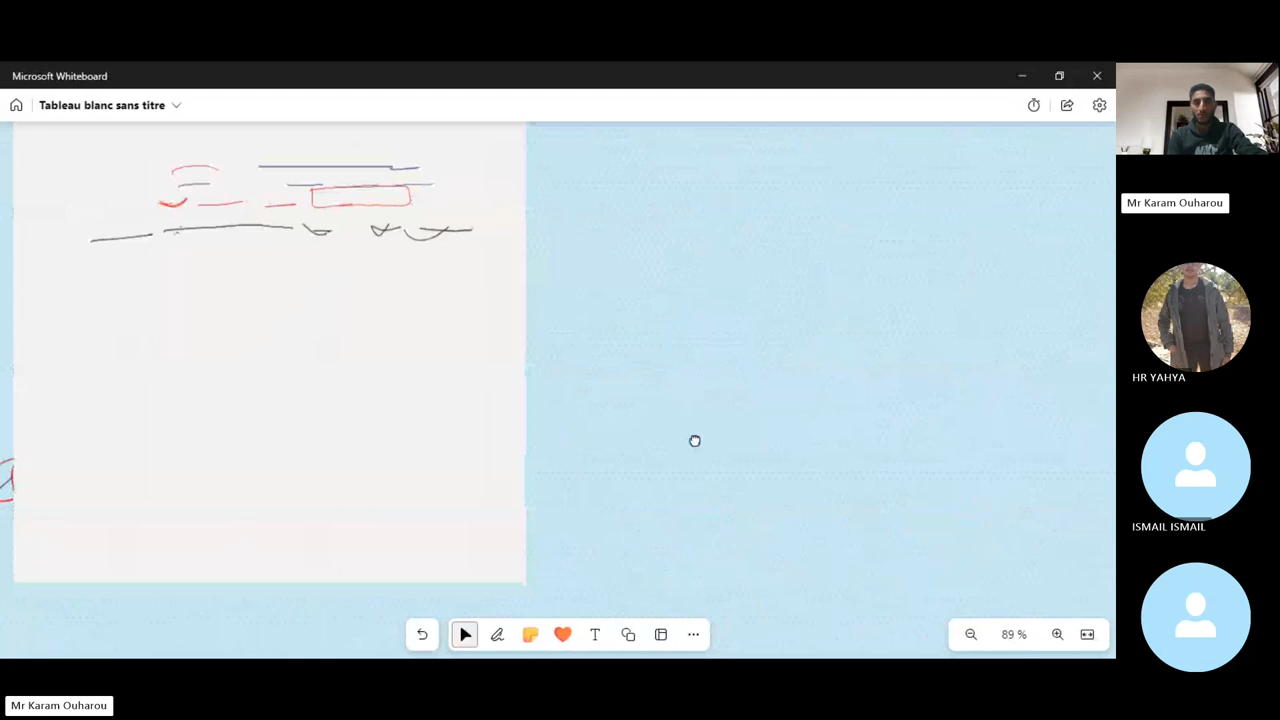 Microsoft Whiteboard
Tableau blanc sans titre
89 %
Mr Karam Ouharou
HR YAHYA
ISMAIL ISMAIL
Mr Karam Ouharou